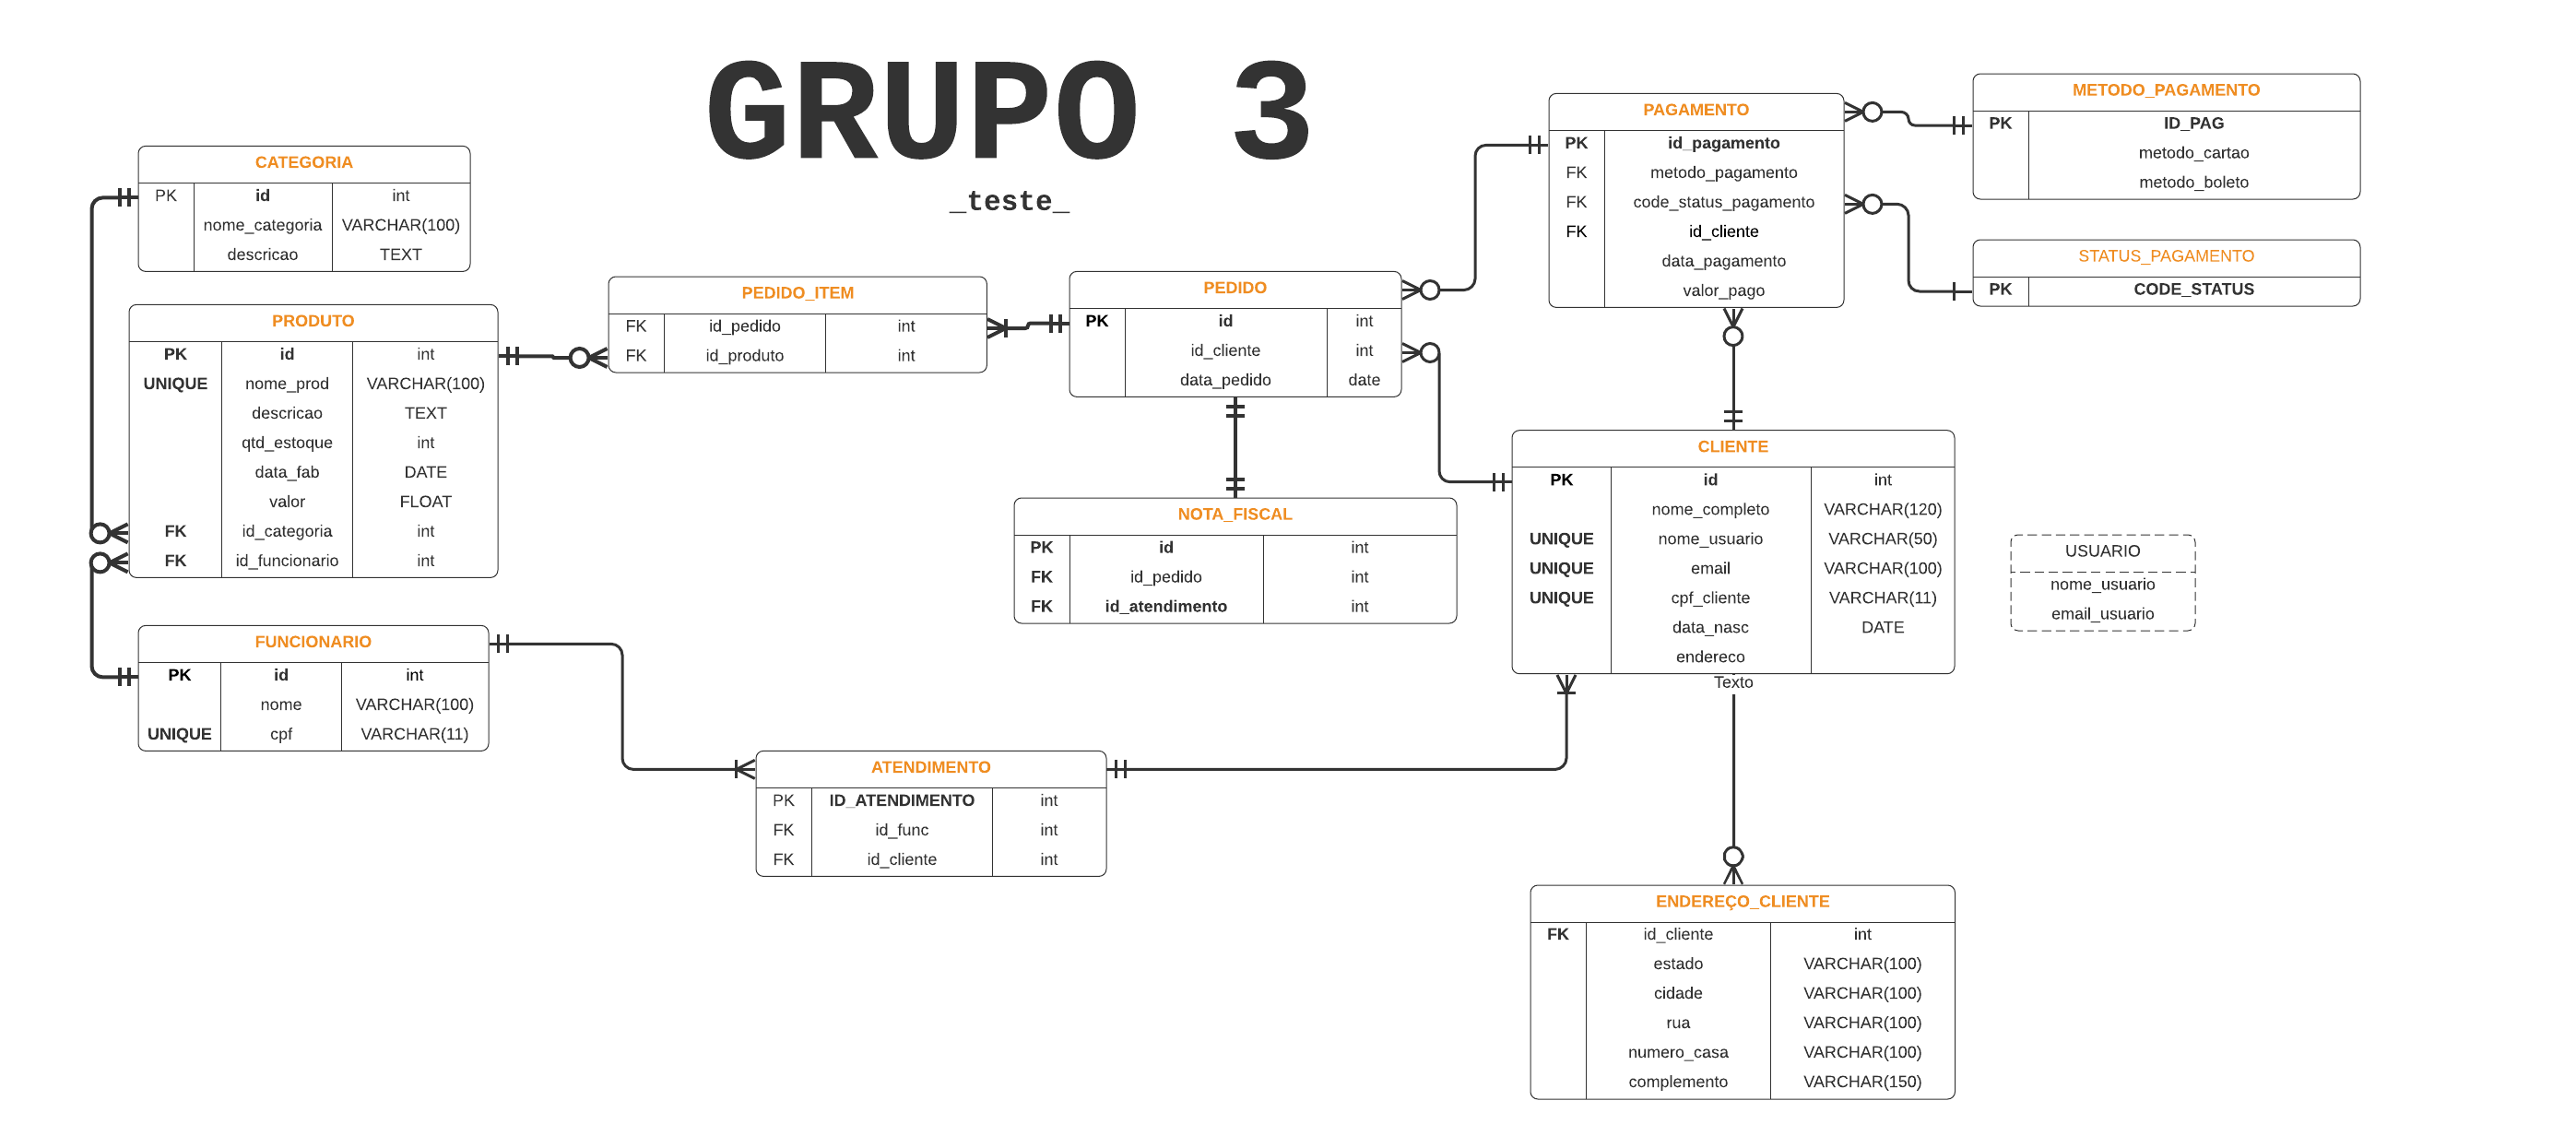 GRUPO 3
_teste_
CATEGORIA
PK id int
nome_categoria VARCHAR(100)
descricao TEXT
PRODUTO
PK id int
UNIQUE nome_prod VARCHAR(100)
descricao TEXT
qtd_estoque int
data_fab DATE
valor FLOAT
FK id_categoria int
FK id_funcionario int
FUNCIONARIO
PK id int
nome VARCHAR(100)
UNIQUE cpf VARCHAR(11)
PEDIDO_ITEM
FK id_pedido int
FK id_produto int
PEDIDO
PK id int
id_cliente int
data_pedido date
NOTA_FISCAL
PK id int
FK id_pedido int
FK id_atendimento int
ATENDIMENTO
PK ID_ATENDIMENTO int
FK id_func int
FK id_cliente int
PAGAMENTO
PK id_pagamento
FK metodo_pagamento
FK code_status_pagamento
FK id_cliente
data_pagamento
valor_pago
METODO_PAGAMENTO
PK ID_PAG
metodo_cartao
metodo_boleto
STATUS_PAGAMENTO
PK CODE_STATUS
CLIENTE
PK id int
nome_completo VARCHAR(120)
UNIQUE nome_usuario VARCHAR(50)
UNIQUE email VARCHAR(100)
UNIQUE cpf_cliente VARCHAR(11)
data_nasc DATE
endereco
Texto
USUARIO
nome_usuario
email_usuario
ENDEREÇO_CLIENTE
FK id_cliente int
estado VARCHAR(100)
cidade VARCHAR(100)
rua VARCHAR(100)
numero_casa VARCHAR(100)
complemento VARCHAR(150)